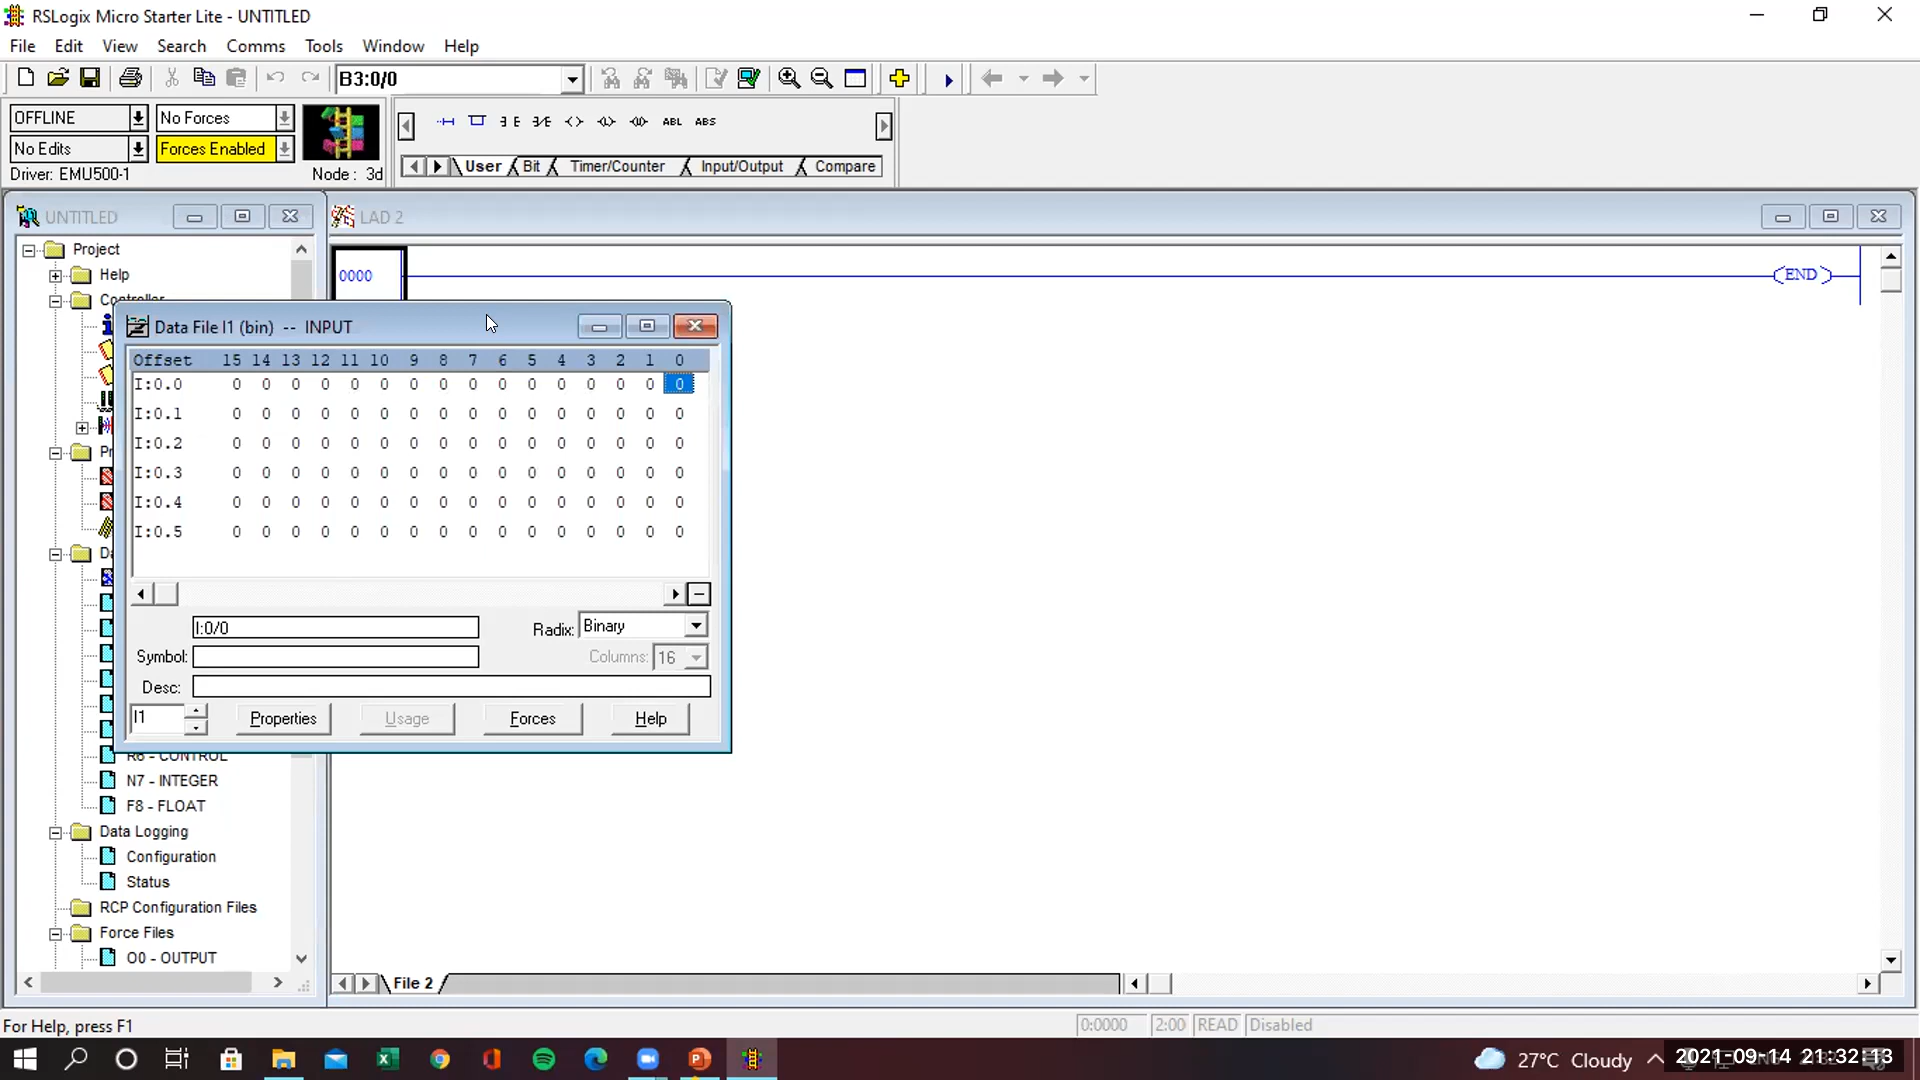 RSLogix Micro Starter Lite - UNTITLED
File Edit View Search Comms Tools Window Help
B3:0/0
OFFLINE No Forces
No Edits Forces Enabled
Driver: EMU500-1 Node : 3d
ABL ABS
User Bit Timer/Counter Input/Output Compare
UNTITLED
LAD 2
Project
Help
Controller
0000
END
Data File I1 (bin) -- INPUT
Offset 15 14 13 12 11 10 9 8 7 6 5 4 3 2 1 0
I:0.0 0 0 0 0 0 0 0 0 0 0 0 0 0 0 0 0
I:0.1 0 0 0 0 0 0 0 0 0 0 0 0 0 0 0 0
I:0.2 0 0 0 0 0 0 0 0 0 0 0 0 0 0 0 0
I:0.3 0 0 0 0 0 0 0 0 0 0 0 0 0 0 0 0
I:0.4 0 0 0 0 0 0 0 0 0 0 0 0 0 0 0 0
I:0.5 0 0 0 0 0 0 0 0 0 0 0 0 0 0 0 0
I:0/0 Radix: Binary
Symbol: Columns: 16
Desc:
I1 Properties Usage Forces Help
R6 - CONTROL
N7 - INTEGER
F8 - FLOAT
Data Logging
Configuration
Status
RCP Configuration Files
Force Files
O0 - OUTPUT
File 2
For Help, press F1
0:0000 2:00 READ Disabled
27°C Cloudy
2021-09-14 21:32:13